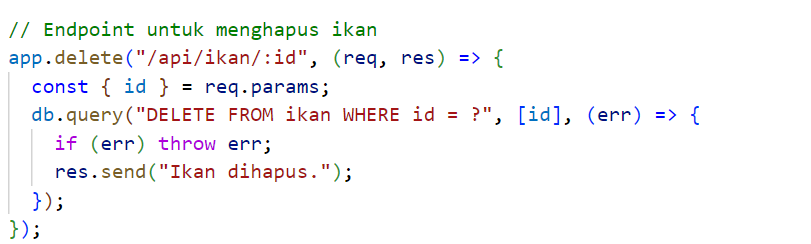 // Endpoint untuk menghapus ikan
app.delete("/api/ikan/:id", (req, res) => {
  const { id } = req.params;
  db.query("DELETE FROM ikan WHERE id = ?", [id], (err) => {
    if (err) throw err;
    res.send("Ikan dihapus.");
  });
});